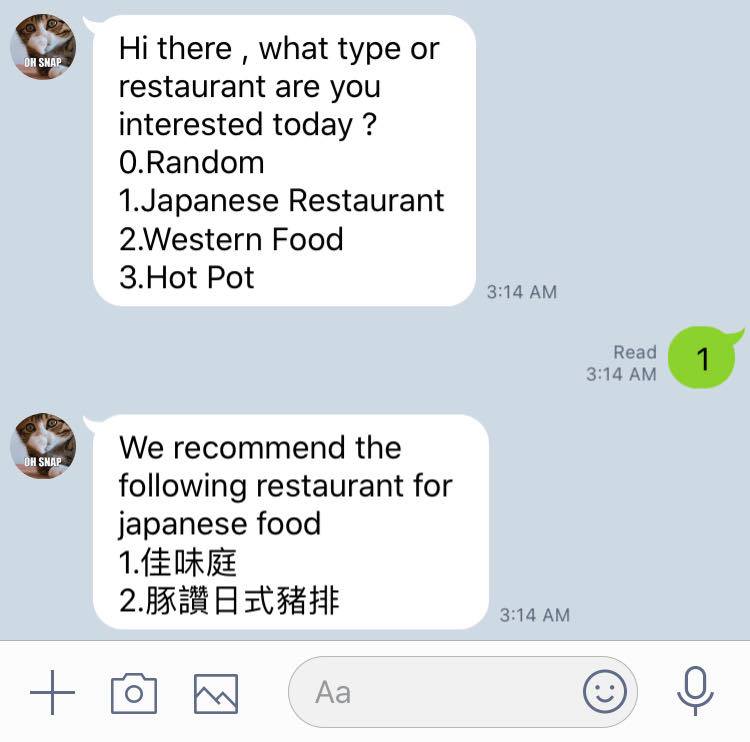 OH SNAP
Hi there , what type or
restaurant are you
interested today ?
0.Random
1.Japanese Restaurant
2.Western Food
3.Hot Pot
3:14 AM
Read
3:14 AM
1
OH SNAP
We recommend the
following restaurant for
japanese food
1.佳味庭
2.豚讚日式豬排
3:14 AM
Aa